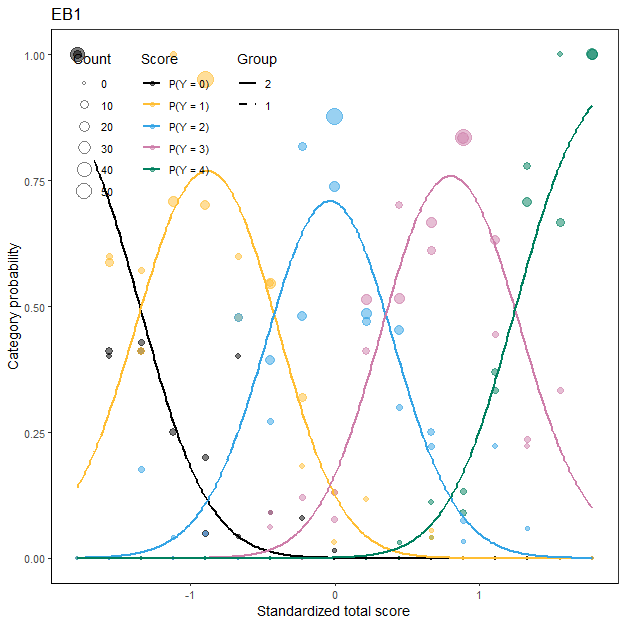 EB1
Count
0
10
20
30
40
50
Score
P(Y = 0)
P(Y = 1)
P(Y = 2)
P(Y = 3)
P(Y = 4)
Group
2
1
Category probability
1.00
0.75
0.50
0.25
0.00
-1
0
1
Standardized total score